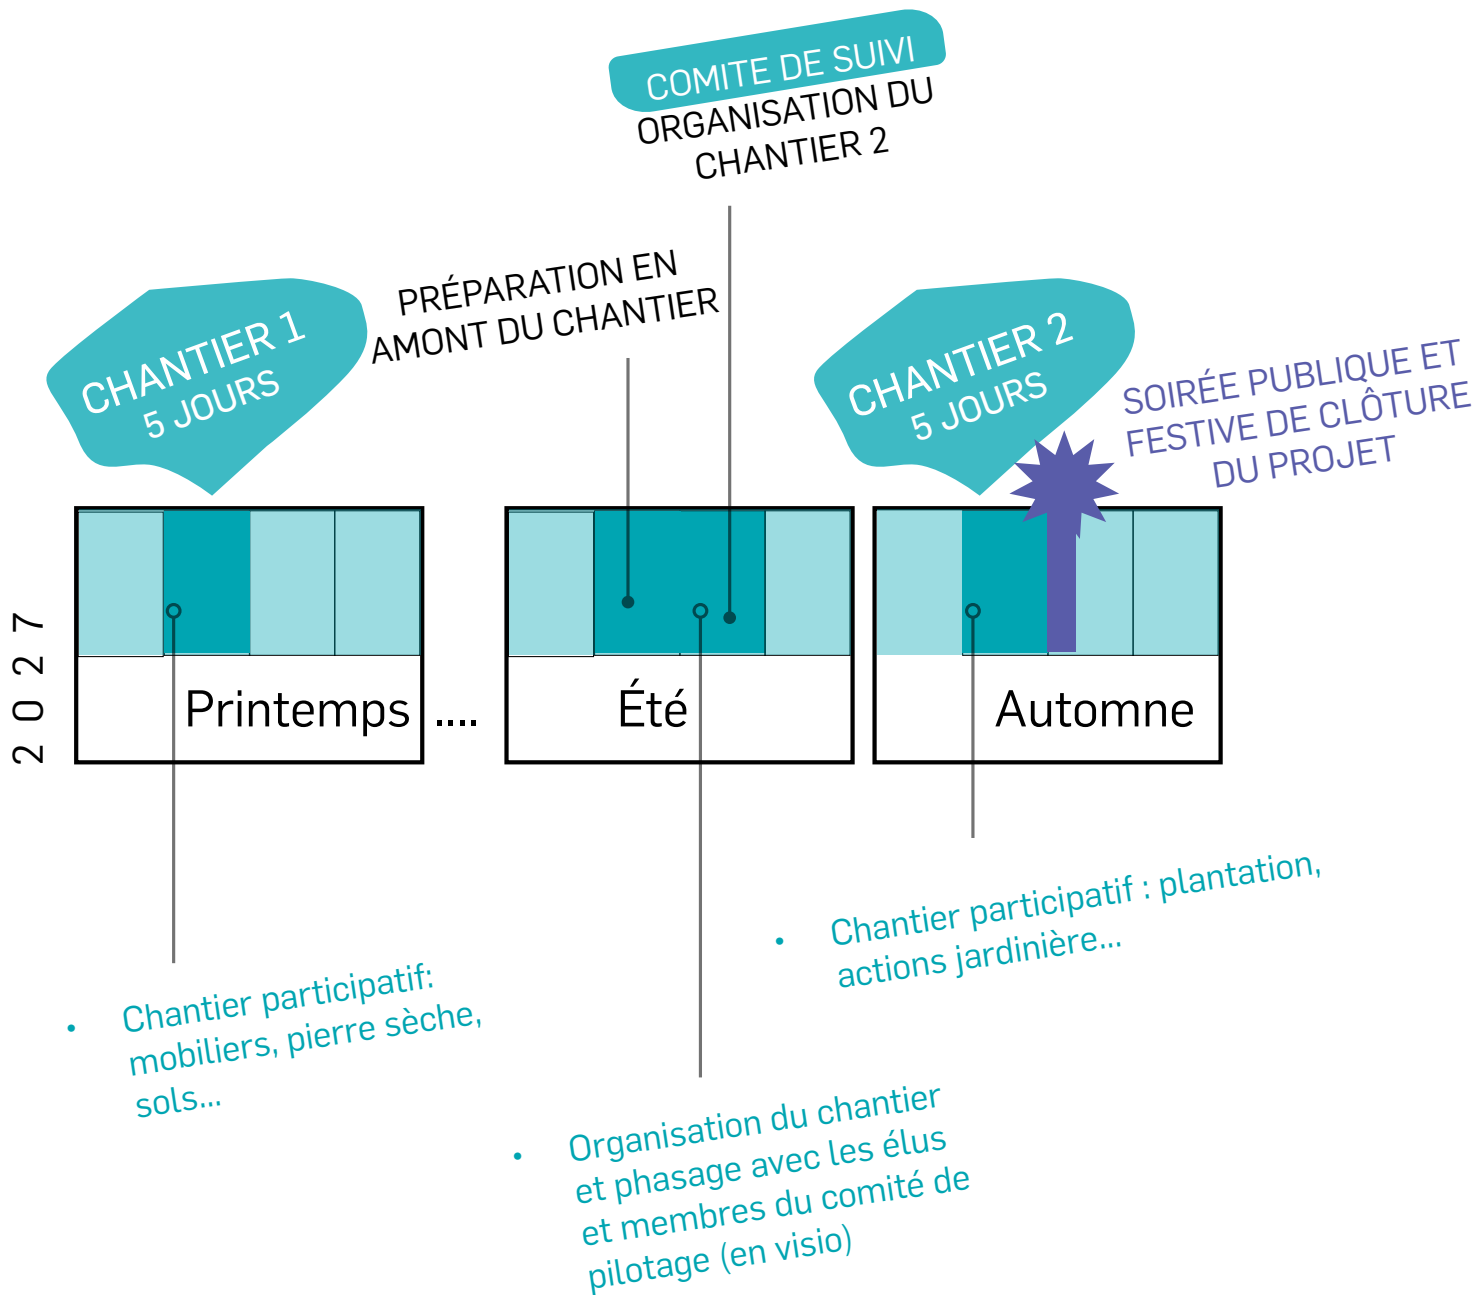 COMITE DE SUIVI
ORGANISATION DU
CHANTIER 2
PRÉPARATION EN
AMONT DU CHANTIER
CHANTIER 1
5 JOURS
CHANTIER 2
5 JOURS
SOIRÉE PUBLIQUE ET
FESTIVE DE CLÔTURE
DU PROJET
2027
Printemps
....
Été
Automne
• Chantier participatif : plantation,
actions jardinière...
• Chantier participatif:
mobiliers, pierre sèche,
sols...
• Organisation du chantier
et phasage avec les élus
et membres du comité de
pilotage (en visio)